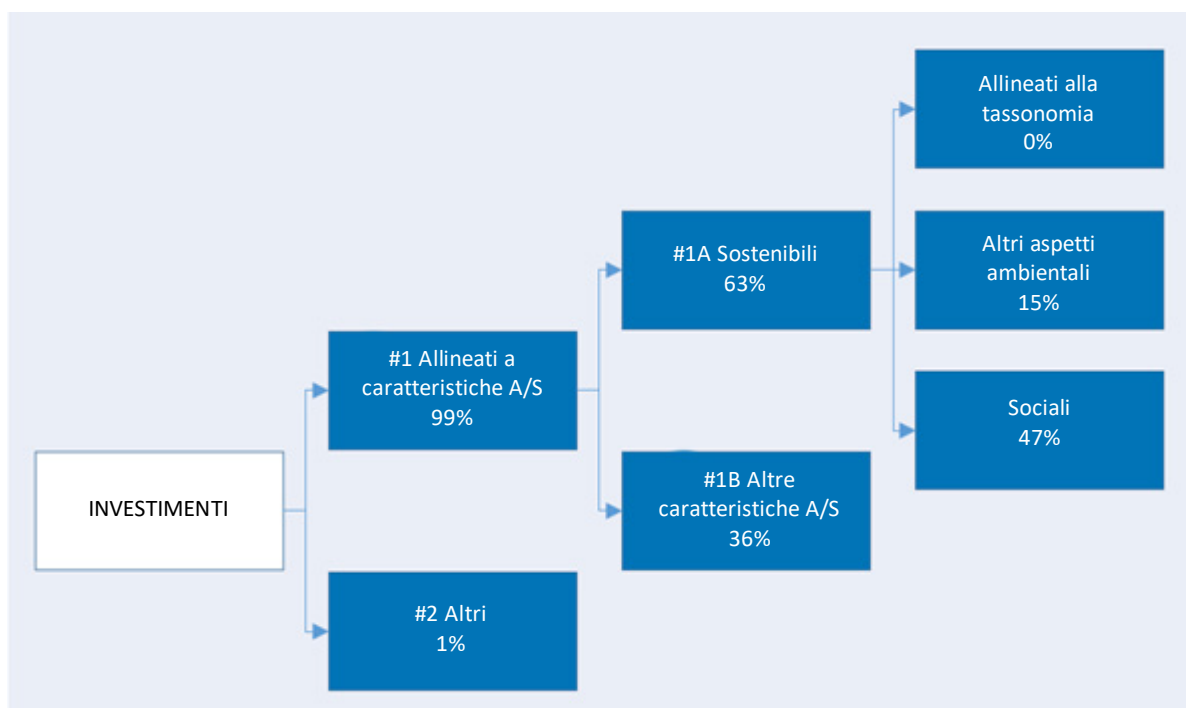 Allineati alla
tassonomia
0%
#1A Sostenibili
63%
Altri aspetti
ambientali
15%
#1 Allineati a
caratteristiche A/S
99%
Sociali
47%
INVESTIMENTI
#1B Altre
caratteristiche A/S
36%
#2 Altri
1%